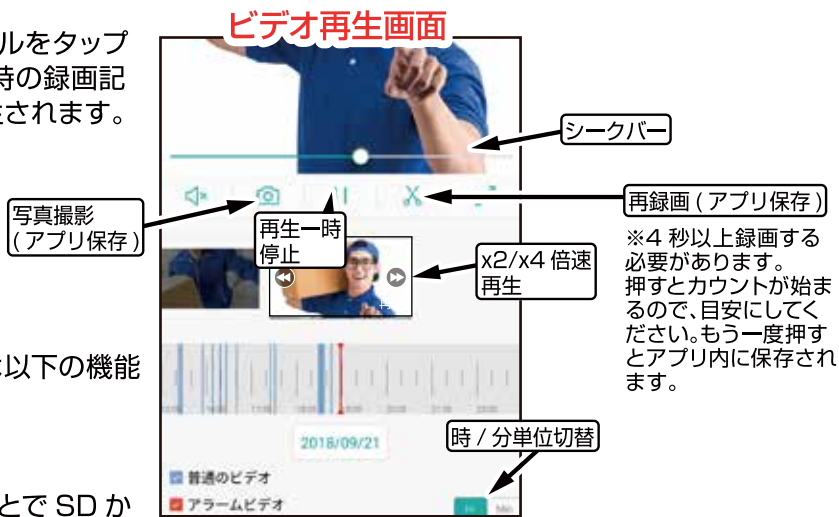 ビデオ再生画面
ルをタップ
時の録画記
生されます。
シークバー
写真撮影
(アプリ保存)
再生一時
停止
x2/x4 倍速
再生
再録画 ( アプリ保存 )
※4 秒以上録画する
必要があります。
押すとカウントが始ま
るので、目安にしてく
ださい。もう一度押す
とアプリ内に保存され
ます。
以下の機能
2018/09/21
時 / 分単位切替
普通のビデオ
アラームビデオ
Min
とで SD か